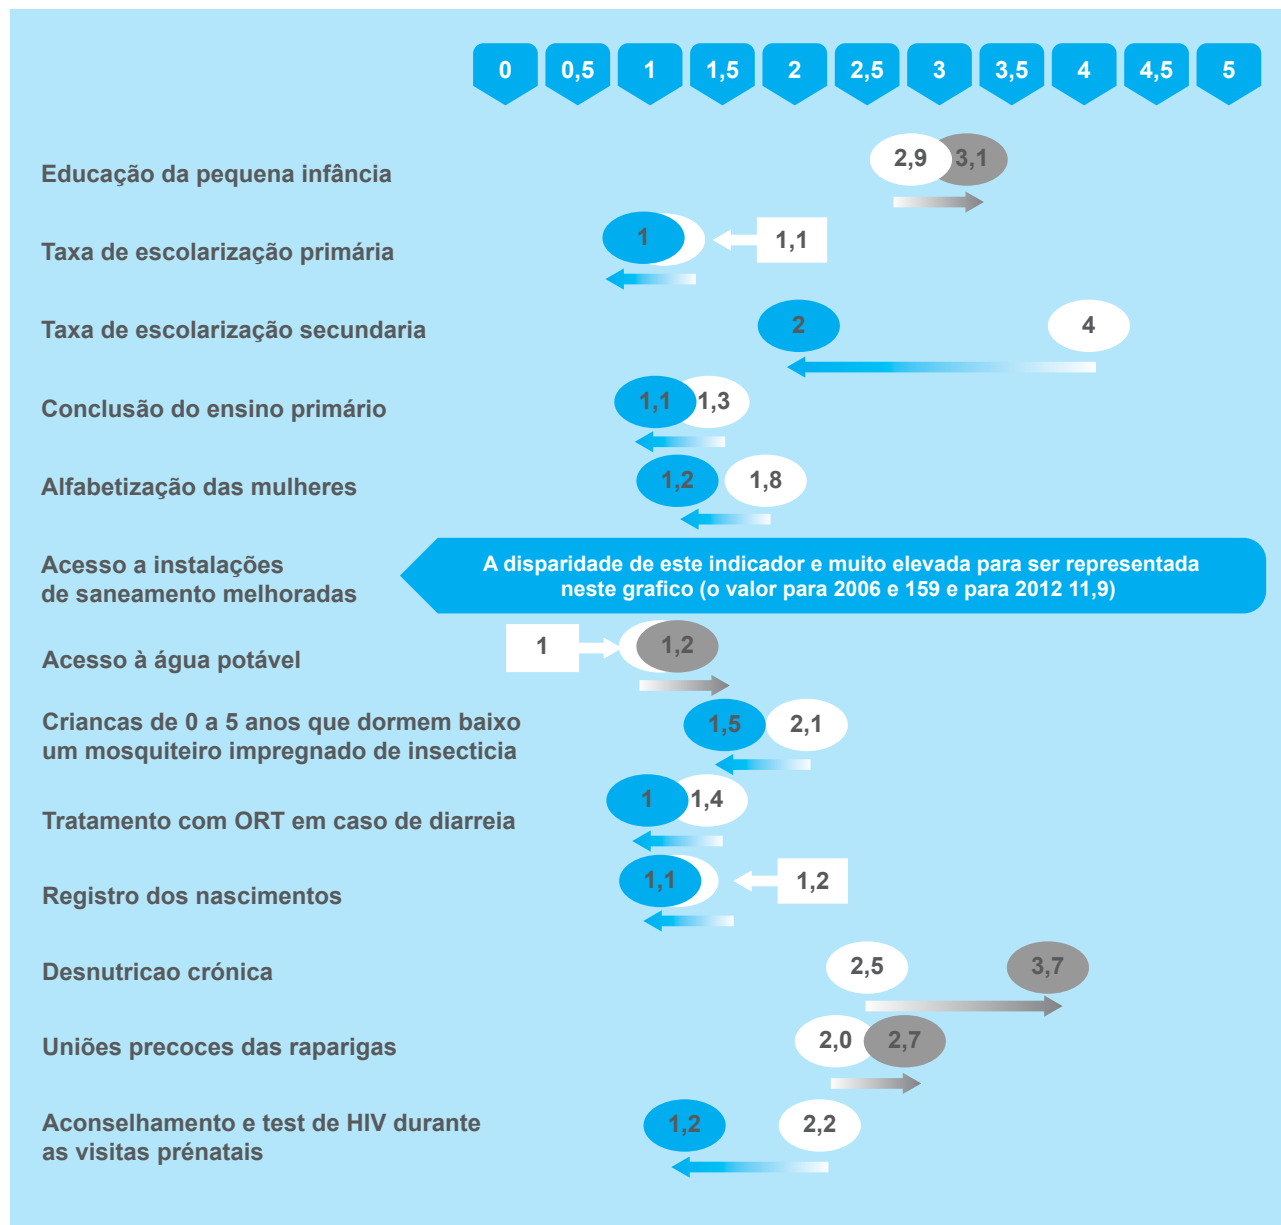 0 0,5 1 1,5 2 2,5 3 3,5 4 4,5 5
Educação da pequena infância
2,9 3,1
Taxa de escolarização primária
1 1,1
Taxa de escolarização secundaria
2 4
Conclusão do ensino primário
1,1 1,3
Alfabetização das mulheres
1,2 1,8
Acesso a instalações
de saneamento melhoradas
A disparidade de este indicador e muito elevada para ser representada
neste grafico (o valor para 2006 e 159 e para 2012 11,9)
Acesso à água potável
1 1,2
Criancas de 0 a 5 anos que dormem baixo
um mosquiteiro impregnado de insecticia
1,5 2,1
Tratamento com ORT em caso de diarreia
1 1,4
Registro dos nascimentos
1,1 1,2
Desnutricao crónica
2,5 3,7
Uniões precoces das raparigas
2,0 2,7
Aconselhamento e test de HIV durante
as visitas prénatais
1,2 2,2